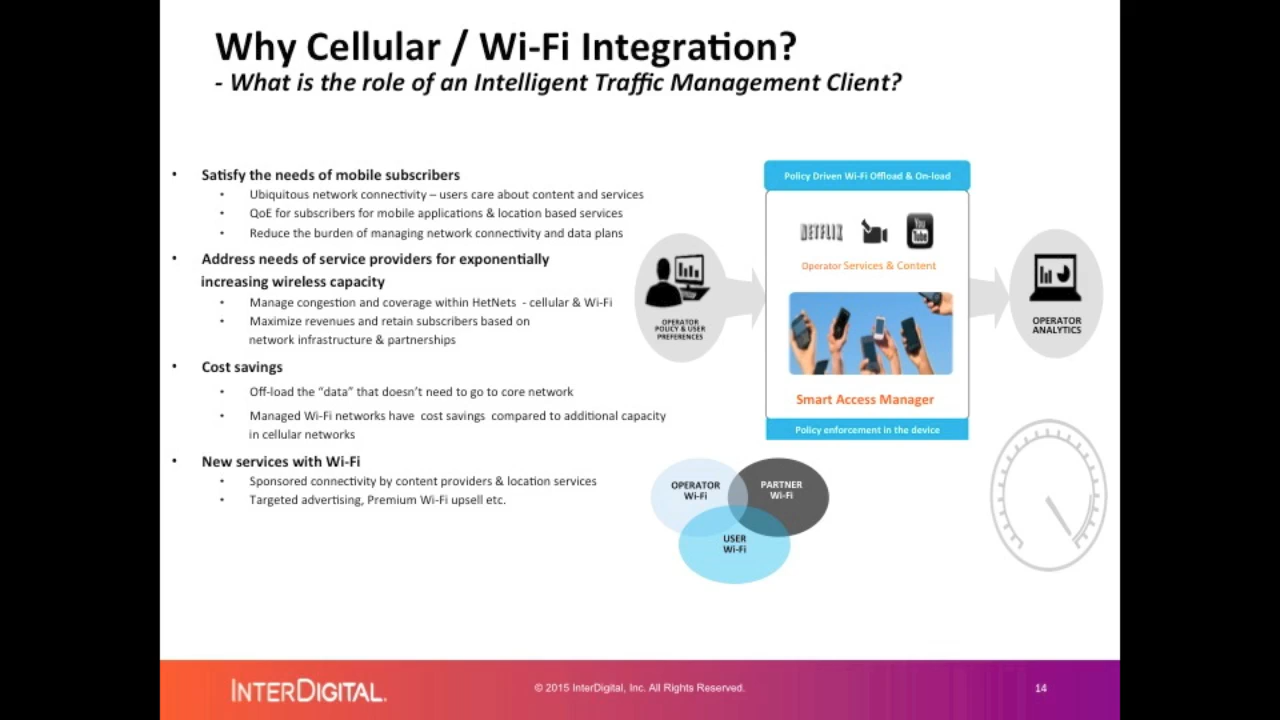 Why Cellular / Wi-Fi Integration?
- What is the role of an Intelligent Traffic Management Client?
• Satisfy the needs of mobile subscribers
• Ubiquitous network connectivity – users care about content and services
• QoE for subscribers for mobile applications & location based services
• Reduce the burden of managing network connectivity and data plans
• Address needs of service providers for exponentially
increasing wireless capacity
• Manage congestion and coverage within HetNets - cellular & Wi-Fi
• Maximize revenues and retain subscribers based on
network infrastructure & partnerships
• Cost savings
• Off-load the “data” that doesn’t need to go to core network
• Managed Wi-Fi networks have cost savings compared to additional capacity
in cellular networks
• New services with Wi-Fi
• Sponsored connectivity by content providers & location services
• Targeted advertising, Premium Wi-Fi upsell etc.
OPERATOR
POLICY & USER
PREFERENCES
Policy Driven Wi-Fi Offload & On-load
NETFLIX
You
Tube
Operator Services & Content
Smart Access Manager
Policy enforcement in the device
OPERATOR
ANALYTICS
OPERATOR
Wi-Fi
PARTNER
Wi-Fi
USER
Wi-Fi
INTERDIGITAL.
© 2015 InterDigital, Inc. All Rights Reserved.
14